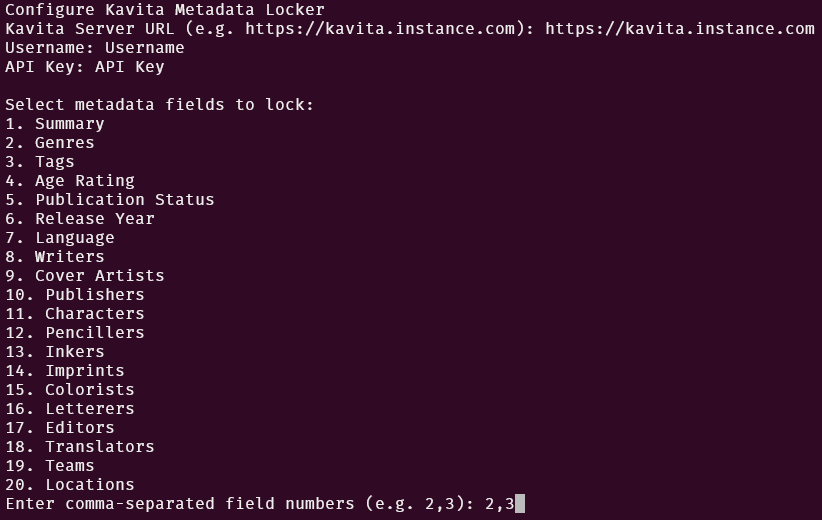 Configure Kavita Metadata Locker
Kavita Server URL (e.g. https://kavita.instance.com): https://kavita.instance.com
Username: Username
API Key: API Key
Select metadata fields to lock:
1. Summary
2. Genres
3. Tags
4. Age Rating
5. Publication Status
6. Release Year
7. Language
8. Writers
9. Cover Artists
10. Publishers
11. Characters
12. Pencillers
13. Inkers
14. Imprints
15. Colorists
16. Letterers
17. Editors
18. Translators
19. Teams
20. Locations
Enter comma-separated field numbers (e.g. 2,3): 2,3